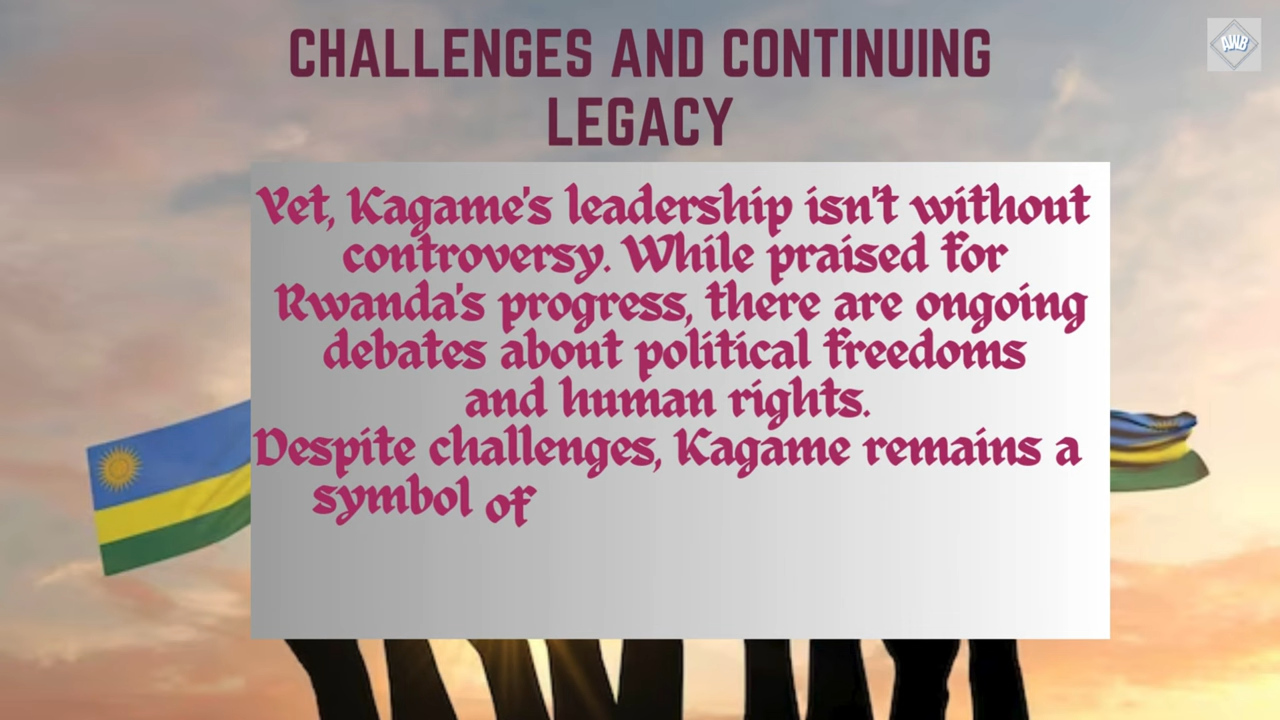 CHALLENGES AND CONTINUING
LEGACY
AWB
Yet, Kagame's leadership isn't without
controversy. While praised for
Rwanda's progress, there are ongoing
debates about political freedoms
and human rights.
Despite challenges, Kagame remains a
symbol of